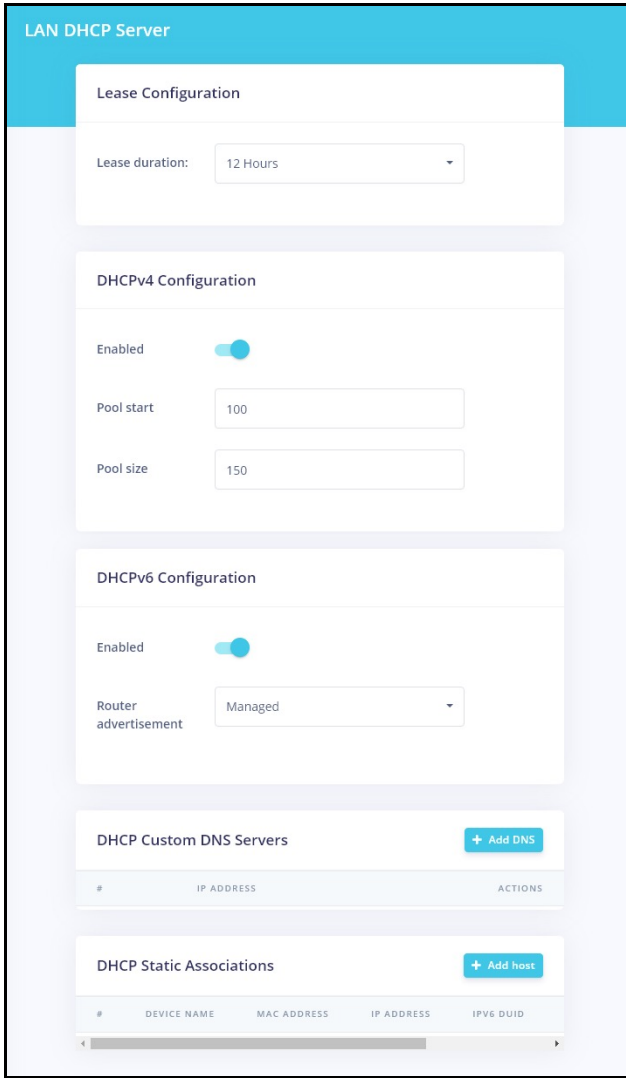 LAN DHCP Server
Lease Configuration
Lease duration: 12 Hours
DHCPv4 Configuration
Enabled
Pool start 100
Pool size 150
DHCPv6 Configuration
Enabled
Router advertisement Managed
DHCP Custom DNS Servers + Add DNS
# IP ADDRESS ACTIONS
DHCP Static Associations + Add host
# DEVICE NAME MAC ADDRESS IP ADDRESS IPV6 DUID